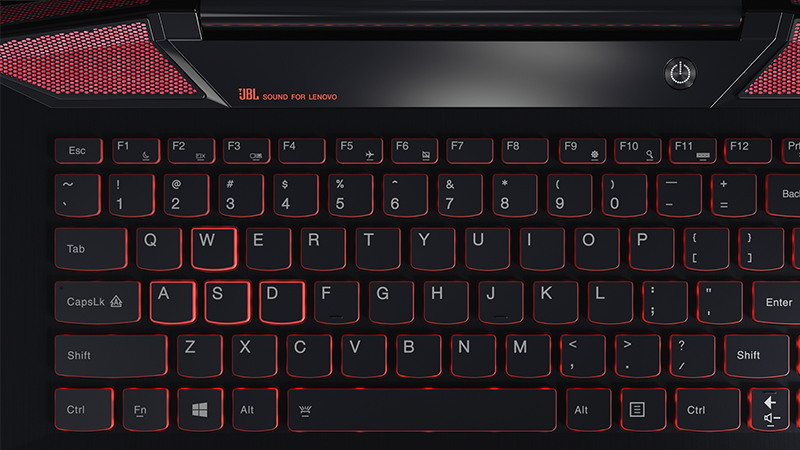 JBL SOUND FOR LENOVO
Esc F1 F2 F3 F4 F5 F6 F7 F8 F9 F10 F11 F12
~ ! @ # $ % ^ & * ( ) — +
` 1 2 3 4 5 6 7 8 9 0 - =
Tab Q W E R T Y U I O P { }
[ ]
CapsLk A S D F G H J K L : " Enter
; '
Shift Z X C V B N M < > ? Shift
, . /
Ctrl Fn Alt Alt Ctrl